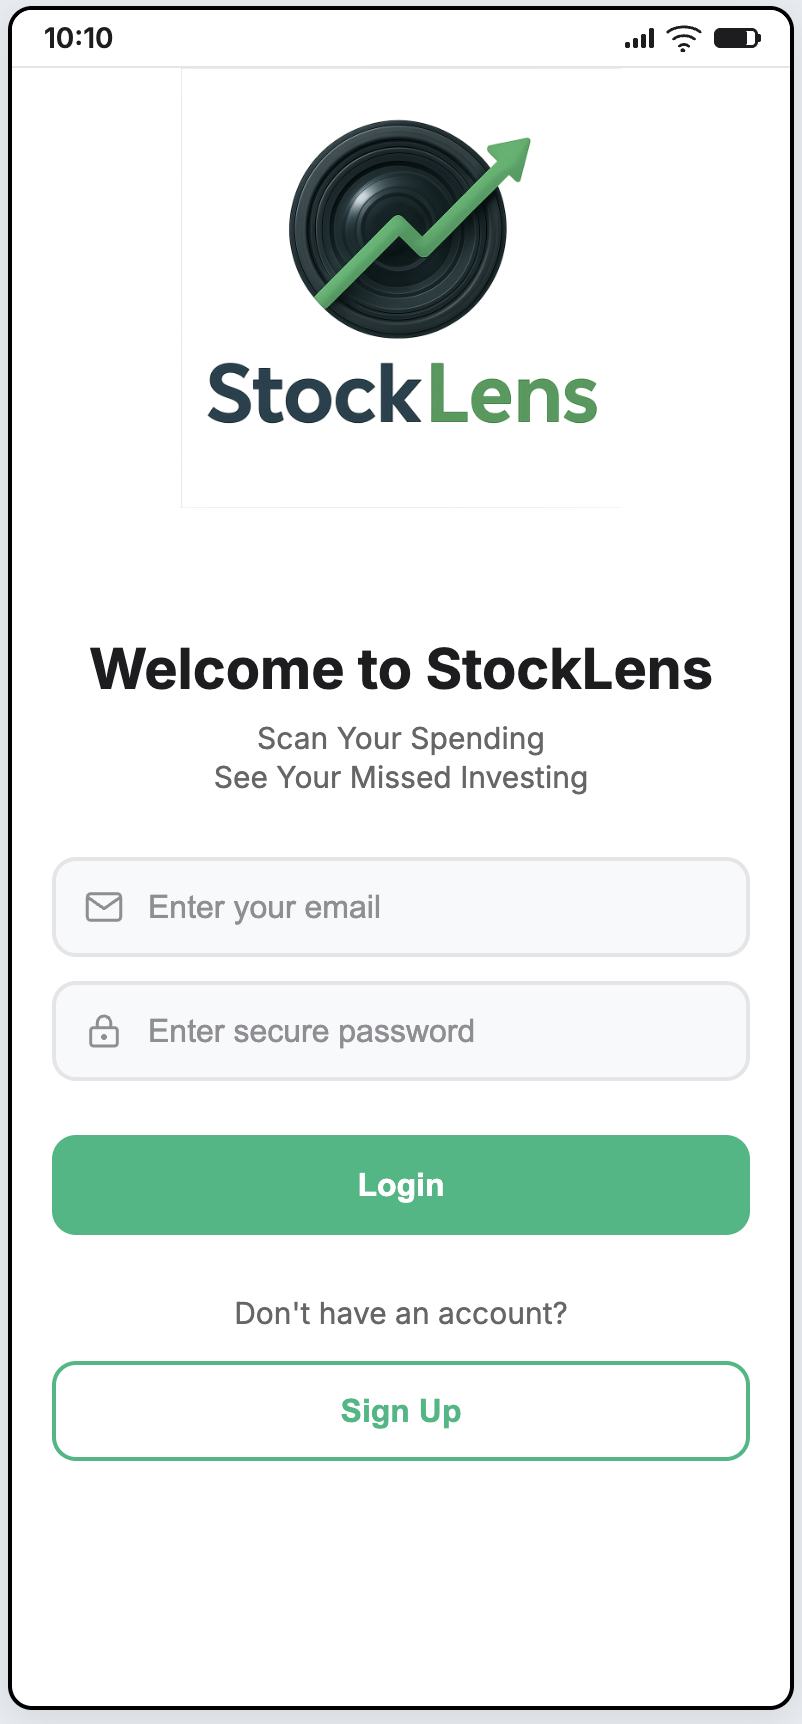 10:10
StockLens
Welcome to StockLens
Scan Your Spending
See Your Missed Investing
Enter your email
Enter secure password
Login
Don't have an account?
Sign Up